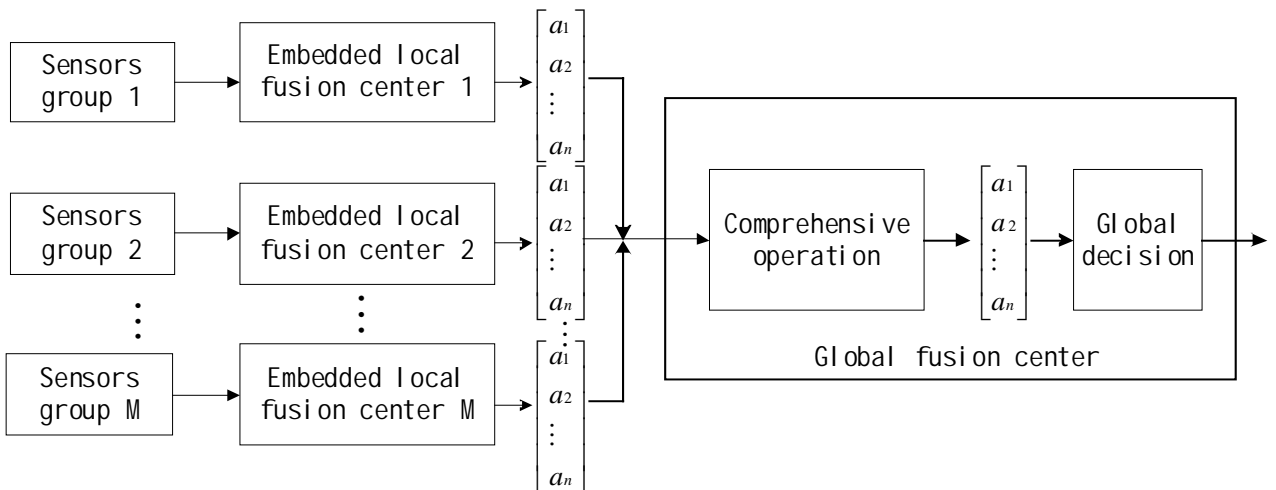 Sensors
group 1
Embedded local
fusion center 1
a1
a2
⋮
an
Sensors
group 2
Embedded local
fusion center 2
a1
a2
⋮
an
⋮
⋮
⋮
Sensors
group M
Embedded local
fusion center M
a1
a2
⋮
an
Comprehensive
operation
a1
a2
⋮
an
Global
decision
Global fusion center